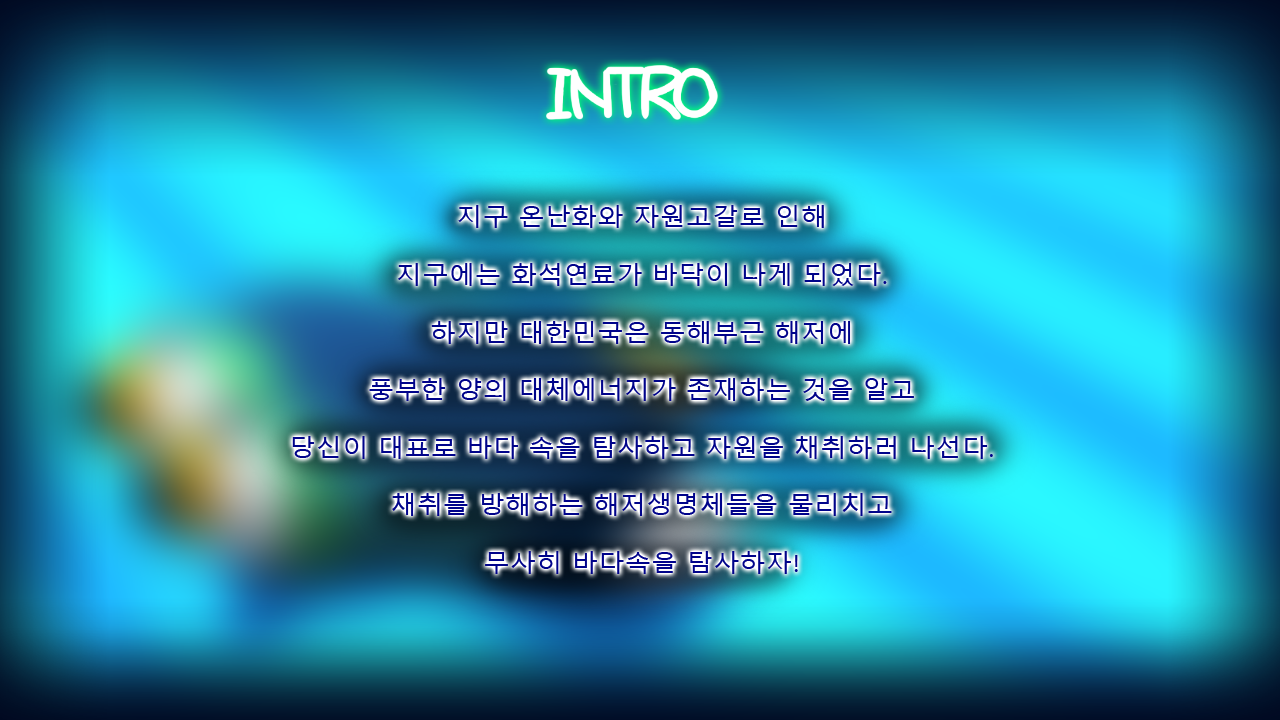 INTRO
지구 온난화와 자원고갈로 인해
지구에는 화석연료가 바닥이 나게 되었다.
하지만 대한민국은 동해부근 해저에
풍부한 양의 대체에너지가 존재하는 것을 알고
당신이 대표로 바다 속을 탐사하고 자원을 채취하러 나선다.
채취를 방해하는 해저생명체들을 물리치고
무사히 바다속을 탐사하자!